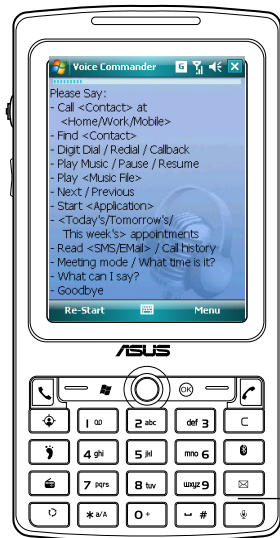 Voice Commander G
Please Say:
- Call <Contact> at
<Home/Work/Mobile>
- Find <Contact>
- Digit Dial / Redial / Callback
- Play Music / Pause / Resume
- Play <Music File>
- Next / Previous
- Start <Application>
- <Today's/Tomorrow's/
This week's> appointments
- Read <SMS/EMail> / Call history
- Meeting mode / What time is it?
- What can I say?
- Goodbye
Re-Start Menu
ASUS
OK
1 2 abc def 3 C
4 ghi 5 jkl mno 6
7 pqrs 8 tuv wxyz 9
* a/A 0 + #